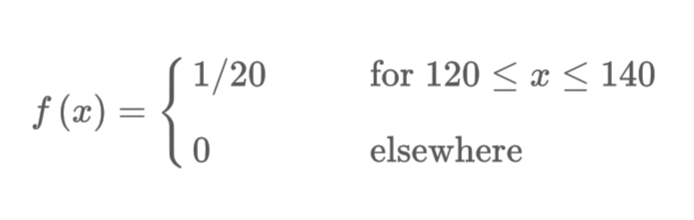 f (x) = { 1/20 for 120 ≤ x ≤ 140
0 elsewhere